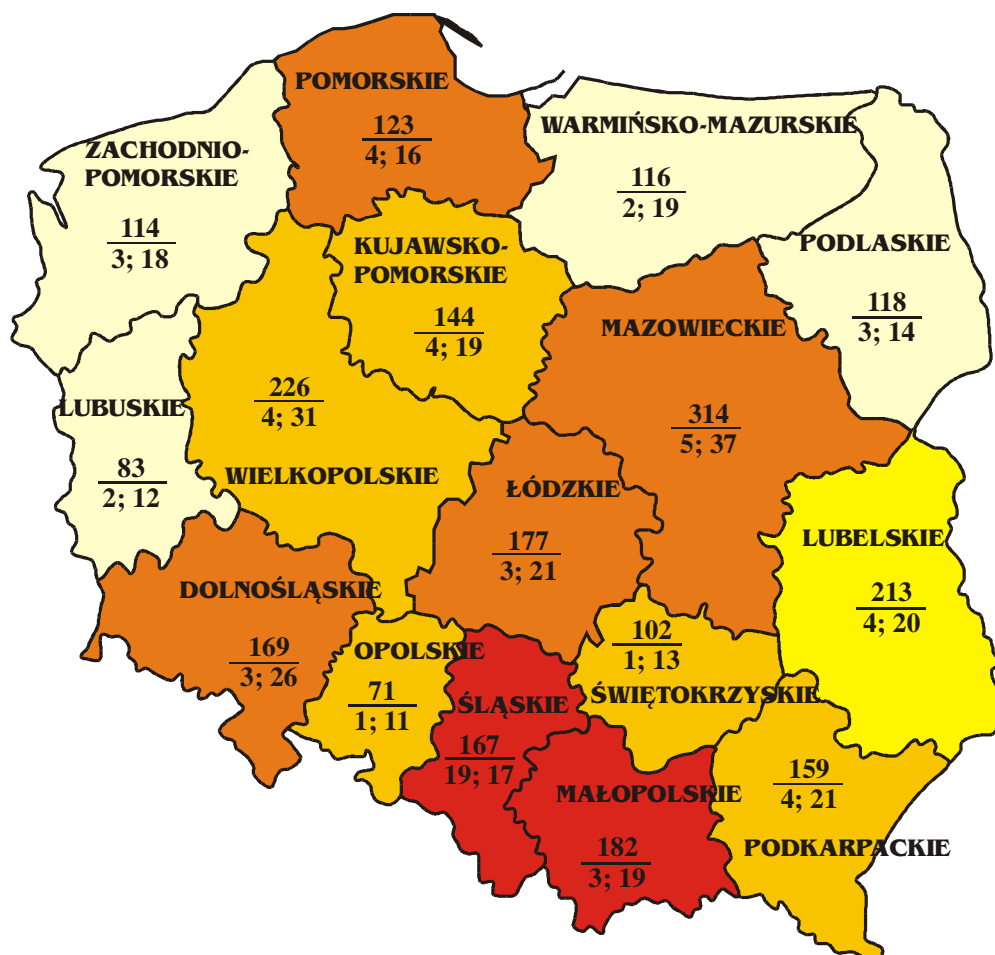 POMORSKIE
123
4; 16
WARMIŃSKO-MAZURSKIE
116
2; 19
ZACHODNIO-
POMORSKIE
114
3; 18
KUJAWSKO-
POMORSKIE
144
4; 19
PODLASKIE
118
3; 14
MAZOWIECKIE
314
5; 37
LUBUSKIE
83
2; 12
226
4; 31
WIELKOPOLSKIE
ŁÓDZKIE
177
3; 21
LUBELSKIE
213
4; 20
DOLNOŚLĄSKIE
169
3; 26
OPOLSKIE
71
1; 11
ŚLĄSKIE
167
19; 17
102
1; 13
ŚWIĘTOKRZYSKIE
MAŁOPOLSKIE
182
3; 19
159
4; 21
PODKARPACKIE